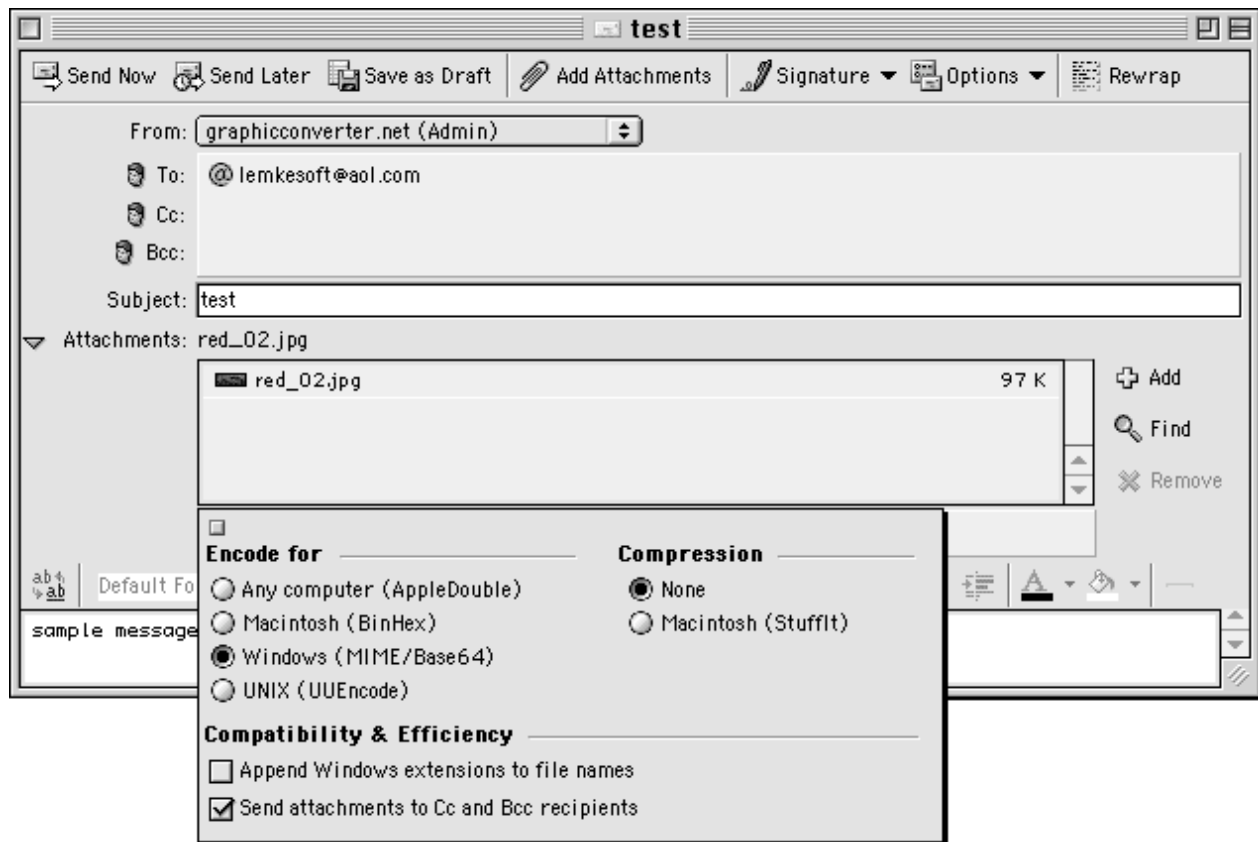 test
Send Now Send Later Save as Draft Add Attachments Signature Options Rewrap
From: graphicconverter.net (Admin)
To: @ lemkesoft@aol.com
Cc:
Bcc:
Subject: test
Attachments: red_02.jpg
red_02.jpg 97 K
Add
Find
Remove
Encode for Compression
Any computer (AppleDouble) None
Macintosh (BinHex) Macintosh (StuffIt)
Windows (MIME/Base64)
UNIX (UUEncode)
Compatibility & Efficiency
Append Windows extensions to file names
Send attachments to Cc and Bcc recipients
ab
ab Default Fo A
sample message